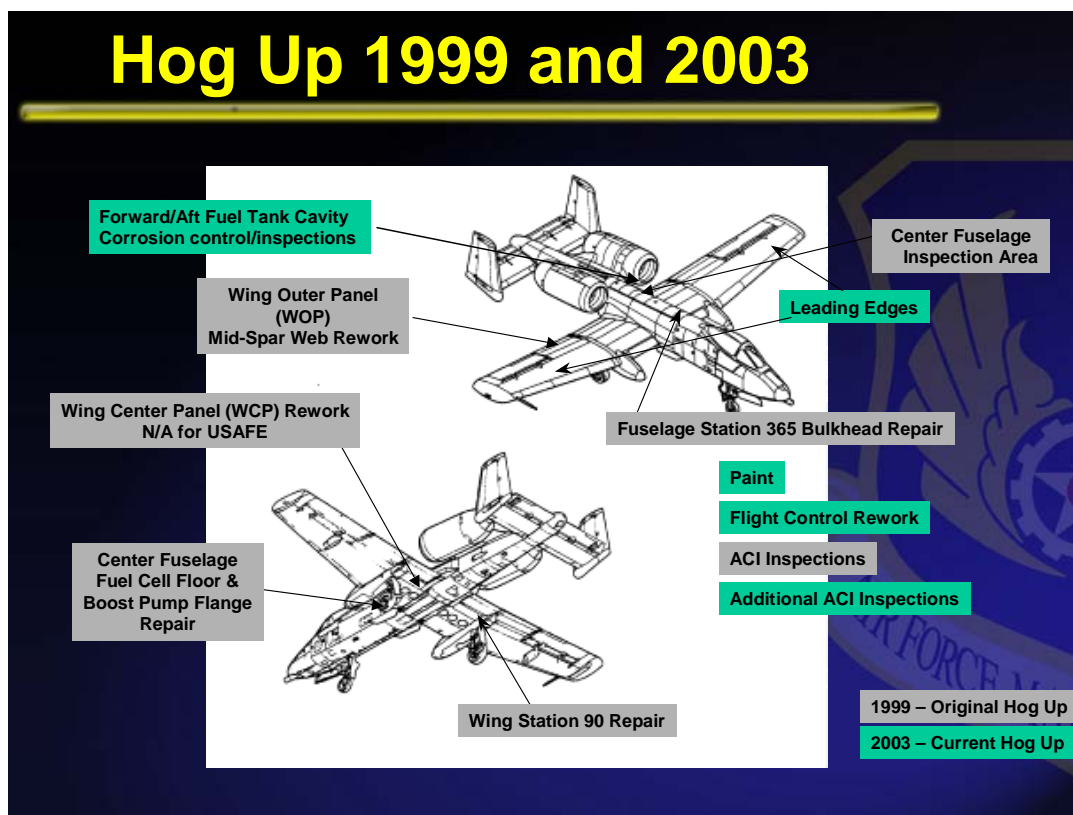 Hog Up 1999 and 2003
Forward/Aft Fuel Tank Cavity
Corrosion control/inspections
Center Fuselage
Inspection Area
Wing Outer Panel
(WOP)
Mid-Spar Web Rework
Leading Edges
Wing Center Panel (WCP) Rework
N/A for USAFE
Fuselage Station 365 Bulkhead Repair
Paint
Flight Control Rework
ACI Inspections
Additional ACI Inspections
Center Fuselage
Fuel Cell Floor &
Boost Pump Flange
Repair
Wing Station 90 Repair
1999 – Original Hog Up
2003 – Current Hog Up
AIR FORCE